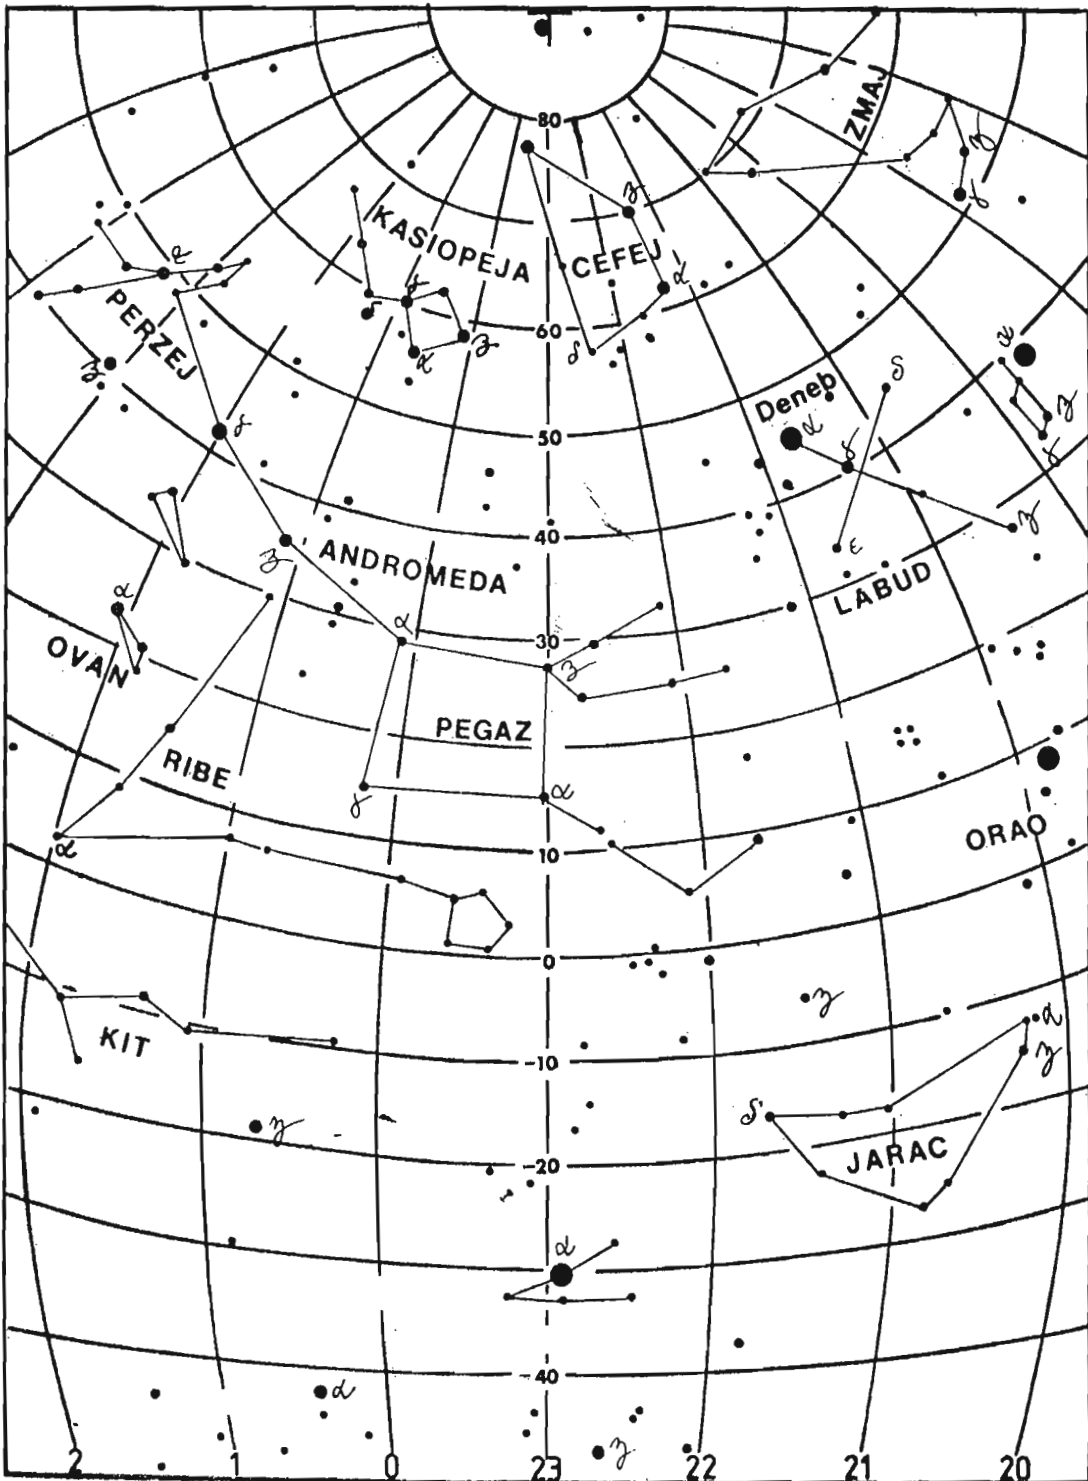 80
ZMAJ
β
γ
KASIOPEJA
CEFEJ
β
α
α
γ
60
δ
α
β
PERZEJ
β
α
β
γ
Deneb
α
δ
γ
50
γ
β
ε
40
ANDROMEDA
β
LABUD
α
α
30
β
OVAN
PEGAZ
RIBE
γ
α
ORAO
α
10
0
β
KIT
-10
α
β
δ
β
JARAC
-20
α
-40
α
β
2 1 0 23 22 21 20